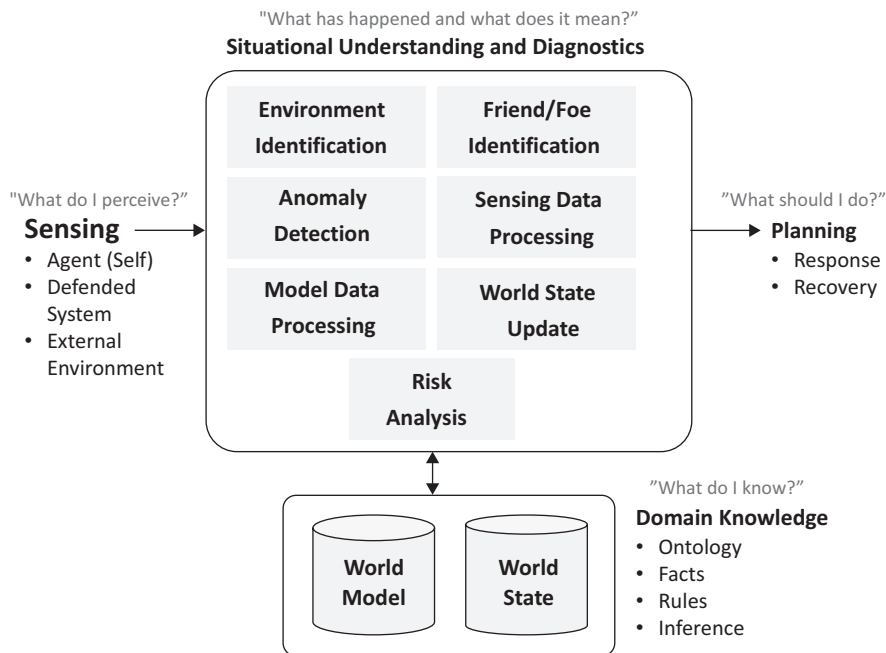 "What has happened and what does it mean?”
Situational Understanding and Diagnostics
Environment
Identification
Friend/Foe
Identification
"What do I perceive?”
Sensing
• Agent (Self)
• Defended
System
• External
Environment
Anomaly
Detection
Sensing Data
Processing
Model Data
Processing
World State
Update
Risk
Analysis
”What should I do?”
Planning
• Response
• Recovery
World
Model
World
State
”What do I know?”
Domain Knowledge
• Ontology
• Facts
• Rules
• Inference